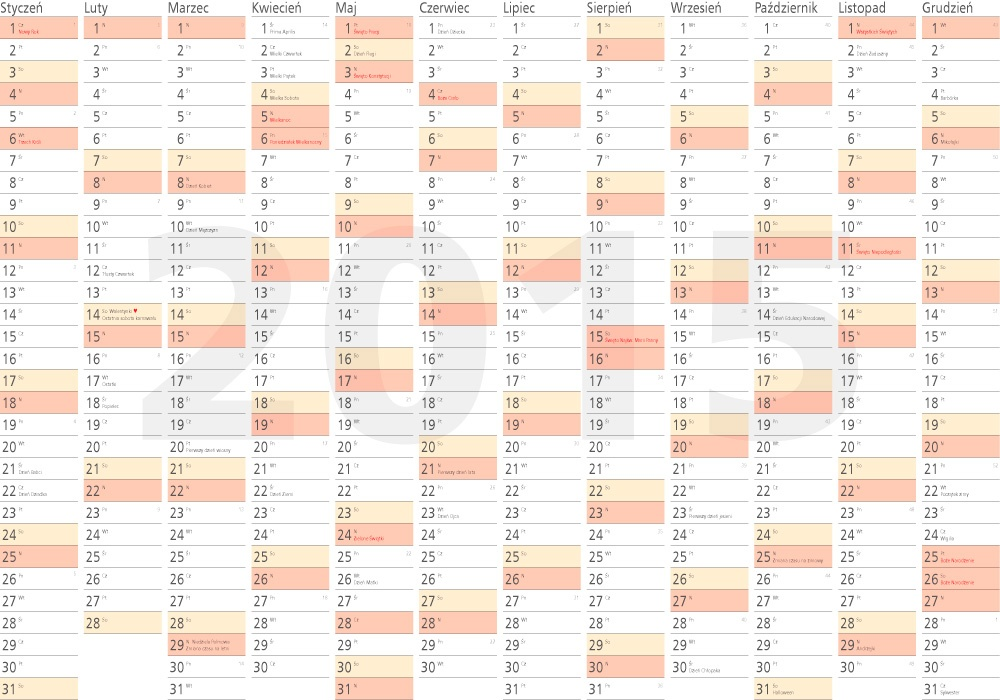 Styczeń
1 Cz Nowy Rok
2 Pt
3 So
4 N
5 Pn
6 Wt Trzech Króli
7 Śr
8 Cz
9 Pt
10 So
11 N
12 Pn
13 Wt
14 Śr
15 Cz
16 Pt
17 So
18 N
19 Pn
20 Wt
21 Śr Dzień Babci
22 Cz Dzień Dziadka
23 Pt
24 So
25 N
26 Pn
27 Wt
28 Śr
29 Cz
30 Pt
31 So
Luty
1 N
2 Pn
3 Wt
4 Śr
5 Cz
6 Pt
7 So
8 N
9 Pn
10 Wt
11 Śr
12 Cz Tłusty Czwartek
13 Pt
14 So Walentynki ♥
Ostatnia sobota karnawału
15 N
16 Pn
17 Wt Ostatki
18 Śr Popielec
19 Cz
20 Pt
21 So
22 N
23 Pn
24 Wt
25 Śr
26 Cz
27 Pt
28 So
Marzec
1 N
2 Pn
3 Wt
4 Śr
5 Cz
6 Pt
7 So
8 N Dzień Kobiet
9 Pn
10 Wt Dzień Mężczyzn
11 Śr
12 Cz
13 Pt
14 So
15 N
16 Pn
17 Wt
18 Śr
19 Cz
20 Pt Pierwszy dzień wiosny
21 So
22 N
23 Pn
24 Wt
25 Śr
26 Cz
27 Pt
28 So
29 N Niedziela Palmowa
Zmiana czasu na letni
30 Pn
31 Wt
Kwiecień
1 Śr Prima Aprilis
2 Cz Wielki Czwartek
3 Pt Wielki Piątek
4 So Wielka Sobota
5 N Wielkanoc
6 Pn Poniedziałek Wielkanocny
7 Wt
8 Śr
9 Cz
10 Pt
11 So
12 N
13 Pn
14 Wt
15 Śr
16 Cz
17 Pt
18 So
19 N
20 Pn
21 Wt
22 Śr Dzień Ziemi
23 Cz
24 Pt
25 So
26 N
27 Pn
28 Wt
29 Śr
30 Cz
Maj
1 Pt Święto Pracy
2 So Dzień Flagi
3 N Święto Konstytucji
4 Pn
5 Wt
6 Śr
7 Cz
8 Pt
9 So
10 N
11 Pn
12 Wt
13 Śr
14 Cz
15 Pt
16 So
17 N
18 Pn
19 Wt
20 Śr
21 Cz
22 Pt
23 So
24 N Zielone Świątki
25 Pn
26 Wt Dzień Matki
27 Śr
28 Cz
29 Pt
30 So
31 N
Czerwiec
1 Pn Dzień Dziecka
2 Wt
3 Śr
4 Cz Boże Ciało
5 Pt
6 So
7 N
8 Pn
9 Wt
10 Śr
11 Cz
12 Pt
13 So
14 N
15 Pn
16 Wt
17 Śr
18 Cz
19 Pt
20 So
21 N Pierwszy dzień lata
22 Pn
23 Wt Dzień Ojca
24 Śr
25 Cz
26 Pt
27 So
28 N
29 Pn
30 Wt
Lipiec
1 Śr
2 Cz
3 Pt
4 So
5 N
6 Pn
7 Wt
8 Śr
9 Cz
10 Pt
11 So
12 N
13 Pn
14 Wt
15 Śr
16 Cz
17 Pt
18 So
19 N
20 Pn
21 Wt
22 Śr
23 Cz
24 Pt
25 So
26 N
27 Pn
28 Wt
29 Śr
30 Cz
31 Pt
Sierpień
1 So
2 N
3 Pn
4 Wt
5 Śr
6 Cz
7 Pt
8 So
9 N
10 Pn
11 Wt
12 Śr
13 Cz
14 Pt
15 So
16 N
17 Pn
18 Wt
19 Śr
20 Cz
21 Pt
22 So
23 N
24 Pn
25 Wt
26 Śr
27 Cz
28 Pt
29 So
30 N
31 Pn
Wrzesień
1 Wt
2 Śr
3 Cz
4 Pt
5 So
6 N
7 Pn
8 Wt
9 Śr
10 Cz
11 Pt
12 So
13 N
14 Pn
15 Wt
16 Śr
17 Cz
18 Pt
19 So
20 N
21 Pn
22 Wt
23 Śr Pierwszy dzień jesieni
24 Cz
25 Pt
26 So
27 N
28 Pn
29 Wt
30 Śr Dzień Chłopaka
Październik
1 Cz
2 Pt
3 So
4 N
5 Pn
6 Wt
7 Śr
8 Cz
9 Pt
10 So
11 N
12 Pn
13 Wt
14 Śr Dzień Edukacji Narodowej
15 Cz
16 Pt
17 So
18 N
19 Pn
20 Wt
21 Śr
22 Cz
23 Pt
24 So
25 N Zmiana czasu na zimowy
26 Pn
27 Wt
28 Śr
29 Cz
30 Pt
31 So Halloween
Listopad
1 N Wszystkich Świętych
2 Pn Dzień Zaduszny
3 Wt
4 Śr
5 Cz
6 Pt
7 So
8 N
9 Pn
10 Wt
11 Śr Święto Niepodległości
12 Cz
13 Pt
14 So
15 N
16 Pn
17 Wt
18 Śr
19 Cz
20 Pt
21 So
22 N
23 Pn
24 Wt
25 Śr
26 Cz
27 Pt
28 So
29 N Andrzejki
30 Pn
Grudzień
1 Wt
2 Śr
3 Cz
4 Pt Barbórka
5 So
6 N Mikołajki
7 Pn
8 Wt
9 Śr
10 Cz
11 Pt
12 So
13 N
14 Pn
15 Wt
16 Śr
17 Cz
18 Pt
19 So
20 N
21 Pn
22 Wt Początek zimy
23 Śr
24 Cz Wigilia
25 Pt Boże Narodzenie
26 So Boże Narodzenie
27 N
28 Pn
29 Wt
30 Śr
31 Cz Sylwester
2015